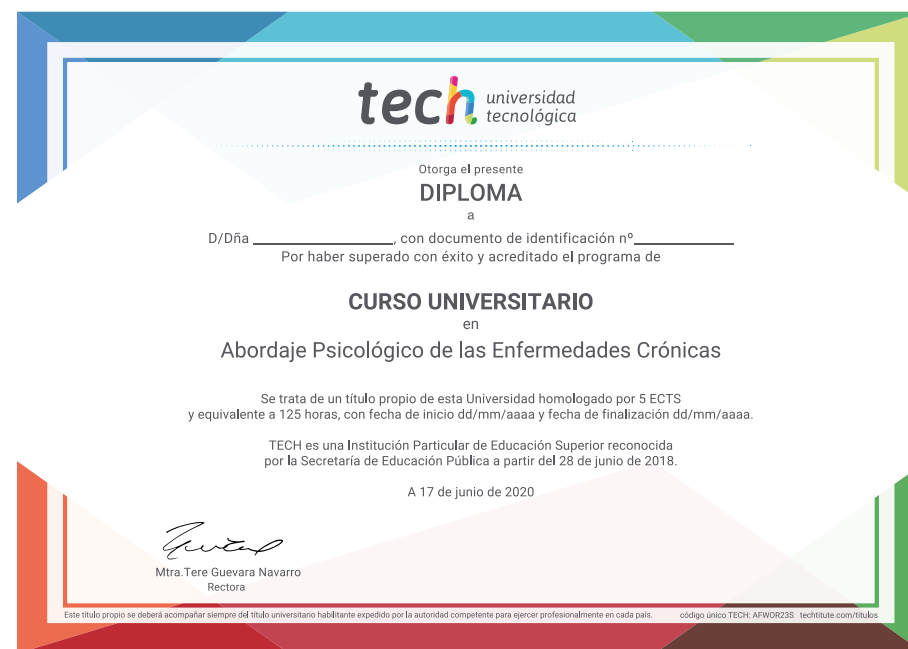 tech universidad
tecnológica
Otorga el presente
DIPLOMA
a
D/Dña ____________________, con documento de identificación nº______________
Por haber superado con éxito y acreditado el programa de
CURSO UNIVERSITARIO
en
Abordaje Psicológico de las Enfermedades Crónicas
Se trata de un título propio de esta Universidad homologado por 5 ECTS
y equivalente a 125 horas, con fecha de inicio dd/mm/aaaa y fecha de finalización dd/mm/aaaa.
TECH es una Institución Particular de Educación Superior reconocida
por la Secretaría de Educación Pública a partir del 28 de junio de 2018.
A 17 de junio de 2020
Mtra.Tere Guevara Navarro
Rectora
Este título propio se deberá acompañar siempre del título universitario habilitante expedido por la autoridad competente para ejercer profesionalmente en cada país. código único TECH: AFWOR23S techtitute.com/titulos